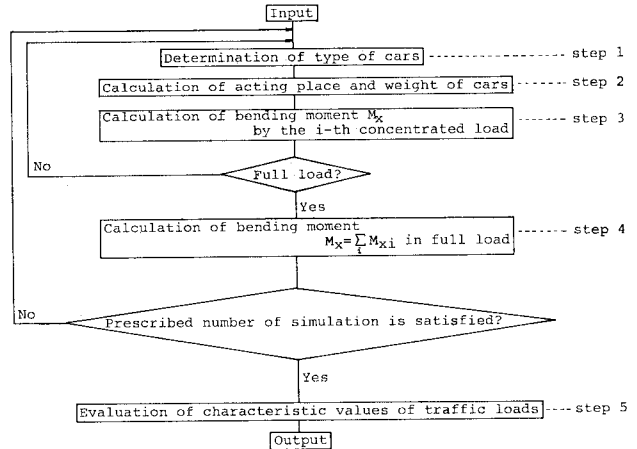 Input
Determination of type of cars ------- step 1
Calculation of acting place and weight of cars ------ step 2
Calculation of bending moment Mx
by the i-th concentrated load ------ step 3
No
Full load?
Yes
Calculation of bending moment
Mx=∑i Mxi in full load ------ step 4
No
Prescribed number of simulation is satisfied?
Yes
Evaluation of characteristic values of traffic loads ---- step 5
Output